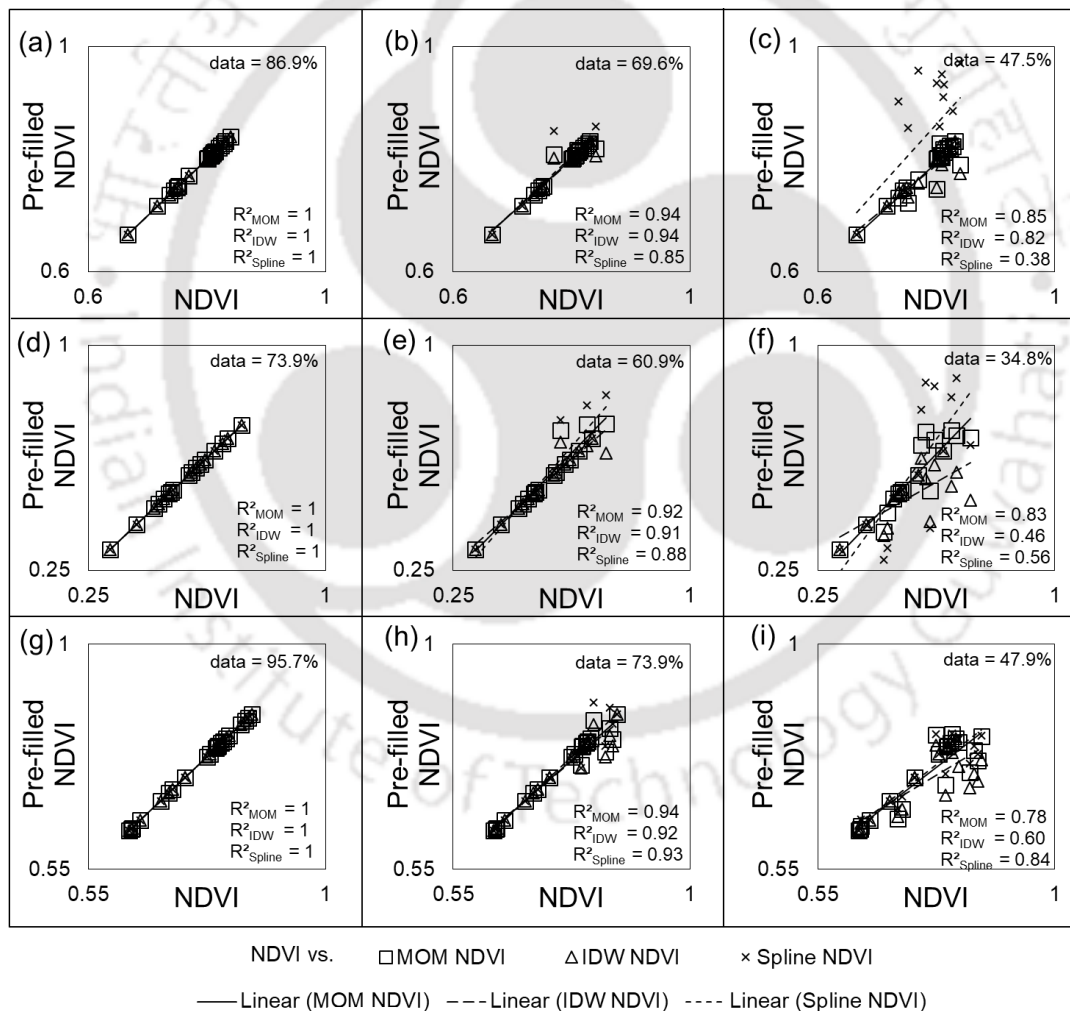 (a)
1
data = 86.9%
Pre-filled
NDVI
R²MOM = 1
R²IDW = 1
R²Spline = 1
0.6
0.6
NDVI
1
(b)
1
data = 69.6%
Pre-filled
NDVI
R²MOM = 0.94
R²IDW = 0.94
R²Spline = 0.85
0.6
0.6
NDVI
1
(c)
1
data = 47.5%
Pre-filled
NDVI
R²MOM = 0.85
R²IDW = 0.82
R²Spline = 0.38
0.6
0.6
NDVI
1
(d)
1
data = 73.9%
Pre-filled
NDVI
R²MOM = 1
R²IDW = 1
R²Spline = 1
0.25
0.25
NDVI
1
(e)
1
data = 60.9%
Pre-filled
NDVI
R²MOM = 0.92
R²IDW = 0.91
R²Spline = 0.88
0.25
0.25
NDVI
1
(f)
1
data = 34.8%
Pre-filled
NDVI
R²MOM = 0.83
R²IDW = 0.46
R²Spline = 0.56
0.25
0.25
NDVI
1
(g)
1
data = 95.7%
Pre-filled
NDVI
R²MOM = 1
R²IDW = 1
R²Spline = 1
0.55
0.55
NDVI
1
(h)
1
data = 73.9%
Pre-filled
NDVI
R²MOM = 0.94
R²IDW = 0.92
R²Spline = 0.93
0.55
0.55
NDVI
1
(i)
1
data = 47.9%
Pre-filled
NDVI
R²MOM = 0.78
R²IDW = 0.60
R²Spline = 0.84
0.55
0.55
NDVI
1
NDVI vs. MOM NDVI IDW NDVI Spline NDVI
Linear (MOM NDVI) Linear (IDW NDVI) Linear (Spline NDVI)
Indian Institute of Technology Guwahati